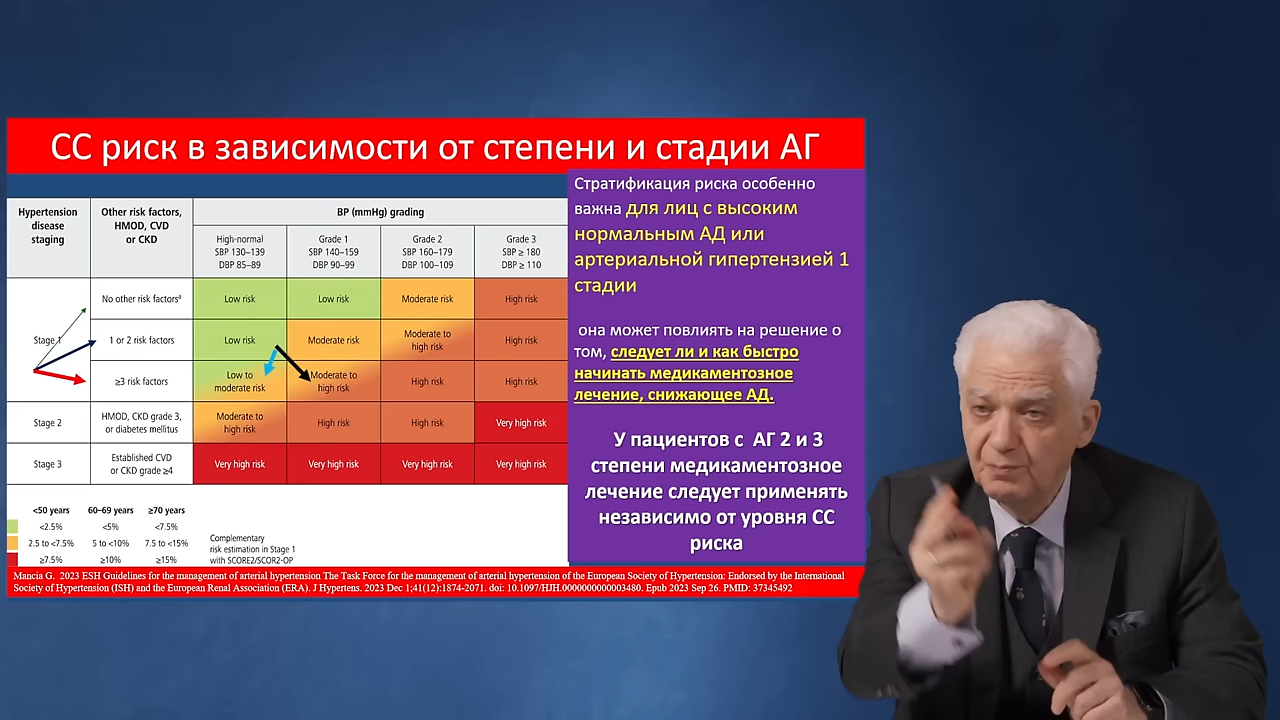 СС риск в зависимости от степени и стадии АГ
Hypertension
disease
staging
Other risk factors,
HMOD, CVD
or CKD
BP (mmHg) grading
High-normal
SBP 130–139
DBP 85–89
Grade 1
SBP 140–159
DBP 90–99
Grade 2
SBP 160–179
DBP 100–109
Grade 3
SBP ≥ 180
DBP ≥ 110
Stage 1
No other risk factorsª
Low risk
Low risk
Moderate risk
High risk
1 or 2 risk factors
Low risk
Moderate risk
Moderate to
high risk
High risk
≥3 risk factors
Low to
moderate risk
Moderate to
high risk
High risk
High risk
Stage 2
HMOD, CKD grade 3,
or diabetes mellitus
Moderate to
high risk
High risk
High risk
Very high risk
Stage 3
Established CVD
or CKD grade ≥4
Very high risk
Very high risk
Very high risk
Very high risk
<50 years 60–69 years ≥70 years
<2.5% <5% <7.5%
2.5 to <7.5% 5 to <10% 7.5 to <15%
≥7.5% ≥10% ≥15%
Complementary
risk estimation in Stage 1
with SCORE2/SCOR2-OP
Стратификация риска особенно
важна для лиц с высоким
нормальным АД или
артериальной гипертензией 1
стадии
она может повлиять на решение о
том, следует ли и как быстро
начинать медикаментозное
лечение, снижающее АД.
У пациентов с АГ 2 и 3
степени медикаментозное
лечение следует применять
независимо от уровня СС
риска
Mancia G. 2023 ESH Guidelines for the management of arterial hypertension The Task Force for the management of arterial hypertension of the European Society of Hypertension: Endorsed by the International
Society of Hypertension (ISH) and the European Renal Association (ERA). J Hypertens. 2023 Dec 1;41(12):1874-2071. doi: 10.1097/HJH.0000000000003480. Epub 2023 Sep 26. PMID: 37345492